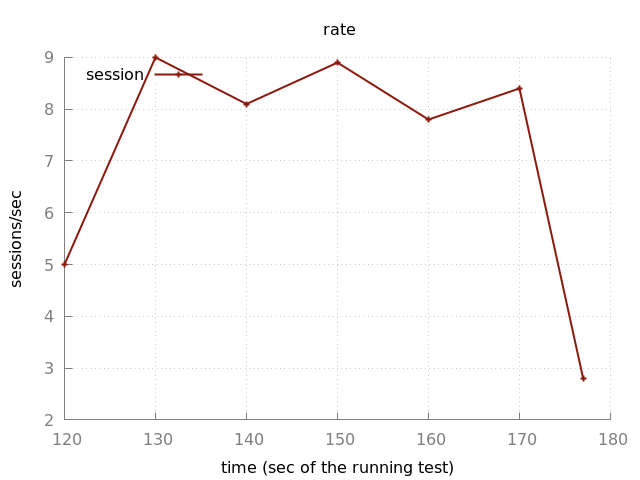 rate
9
session
8
7
6
5
4
3
2
sessions/sec
120 130 140 150 160 170 180
time (sec of the running test)